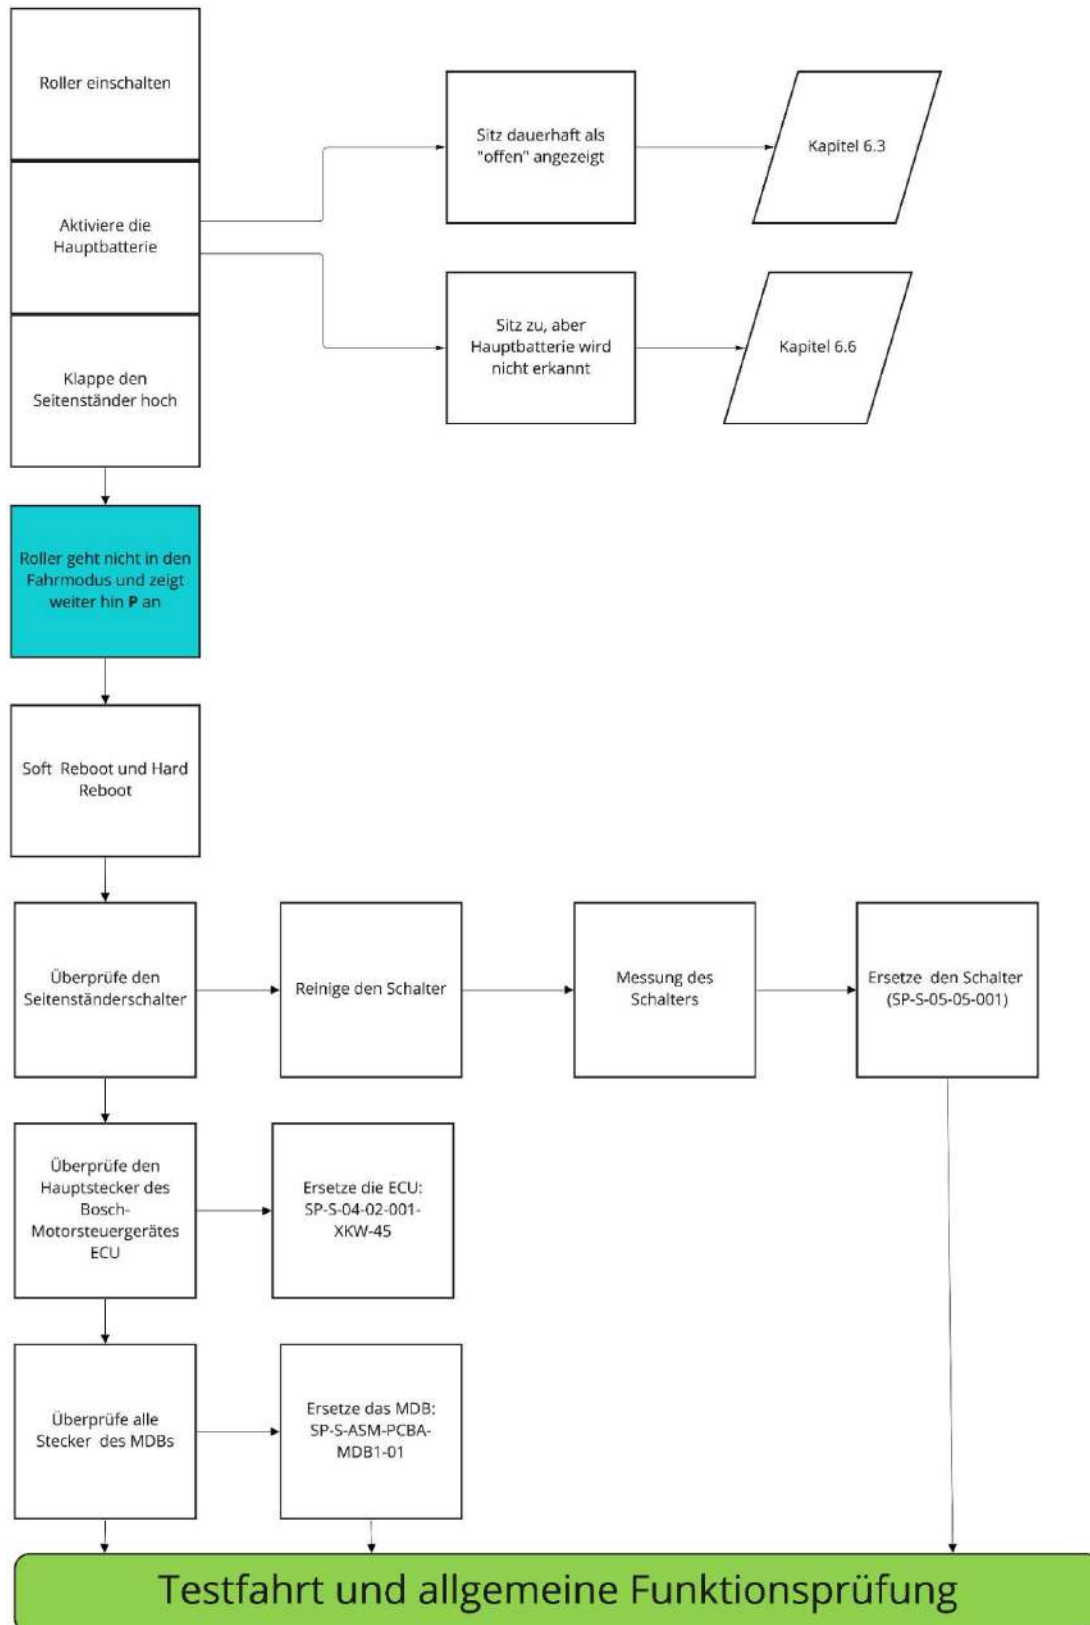 Roller einschalten
Aktiviere die
Hauptbatterie
Klappe den
Seitenständer hoch
Sitz dauerhaft als
"offen" angezeigt
Kapitel 6.3
Sitz zu, aber
Hauptbatterie wird
nicht erkannt
Kapitel 6.6
Roller geht nicht in den
Fahrmodus und zeigt
weiter hin P an
Soft Reboot und Hard
Reboot
Überprüfe den
Seitenständerschalter
Reinige den Schalter
Messung des
Schalters
Ersetze den Schalter
(SP-S-05-05-001)
Überprüfe den
Hauptstecker des
Bosch-
Motorsteuergerätes
ECU
Ersetze die ECU:
SP-S-04-02-001-
XKW-45
Überprüfe alle
Stecker des MDBs
Ersetze das MDB:
SP-S-ASM-PCBA-
MDB1-01
Testfahrt und allgemeine Funktionsprüfung